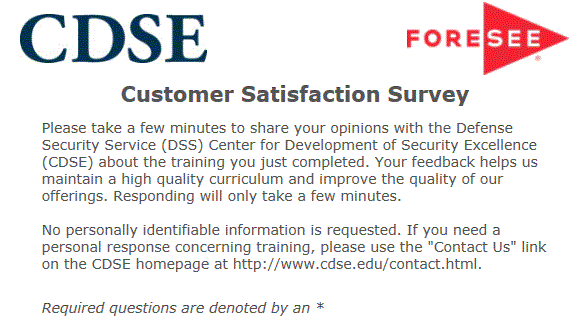 CDSE
FORESEE
Customer Satisfaction Survey
Please take a few minutes to share your opinions with the Defense
Security Service (DSS) Center for Development of Security Excellence
(CDSE) about the training you just completed. Your feedback helps us
maintain a high quality curriculum and improve the quality of our
offerings. Responding will only take a few minutes.
No personally identifiable information is requested. If you need a
personal response concerning training, please use the "Contact Us" link
on the CDSE homepage at http://www.cdse.edu/contact.html.
Required questions are denoted by an *